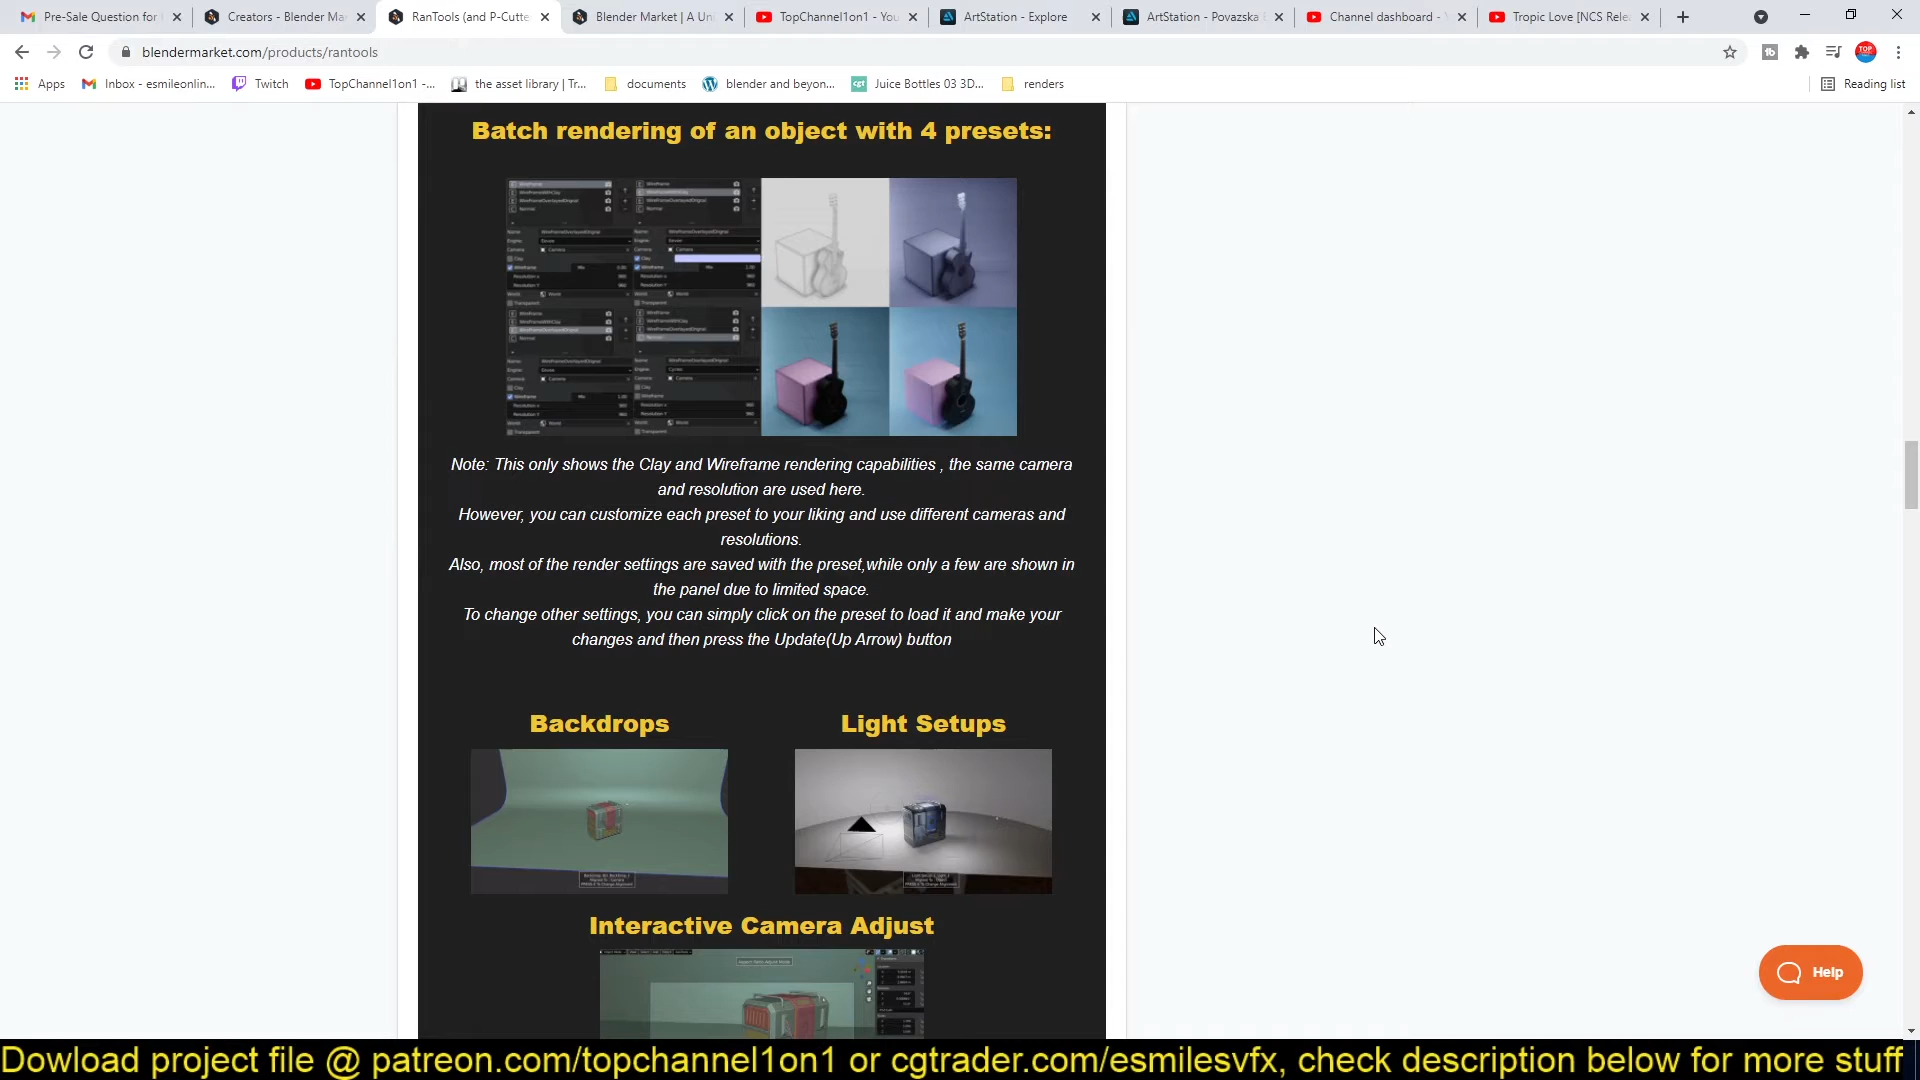 Pre-Sale Question for
Creators - Blender Ma
RanTools (and P-Cutte
Blender Market | A Un
TopChannel1on1 - You
ArtStation - Explore
ArtStation - Povazska
Channel dashboard -
Tropic Love [NCS Rele
blendermarket.com/products/rantools
TOP
Apps
Inbox - esmileonlin...
Twitch
TopChannel1on1 -...
the asset library | Tr...
documents
blender and beyon...
cgt
Juice Bottles 03 3D...
renders
Reading list
Batch rendering of an object with 4 presets:
Note: This only shows the Clay and Wireframe rendering capabilities , the same camera
and resolution are used here.
However, you can customize each preset to your liking and use different cameras and
resolutions.
Also, most of the render settings are saved with the preset,while only a few are shown in
the panel due to limited space.
To change other settings, you can simply click on the preset to load it and make your
changes and then press the Update(Up Arrow) button
Backdrops
Light Setups
Interactive Camera Adjust
Help
Dowload project file @ patreon.com/topchannel1on1 or cgtrader.com/esmilesvfx, check description below for more stuff